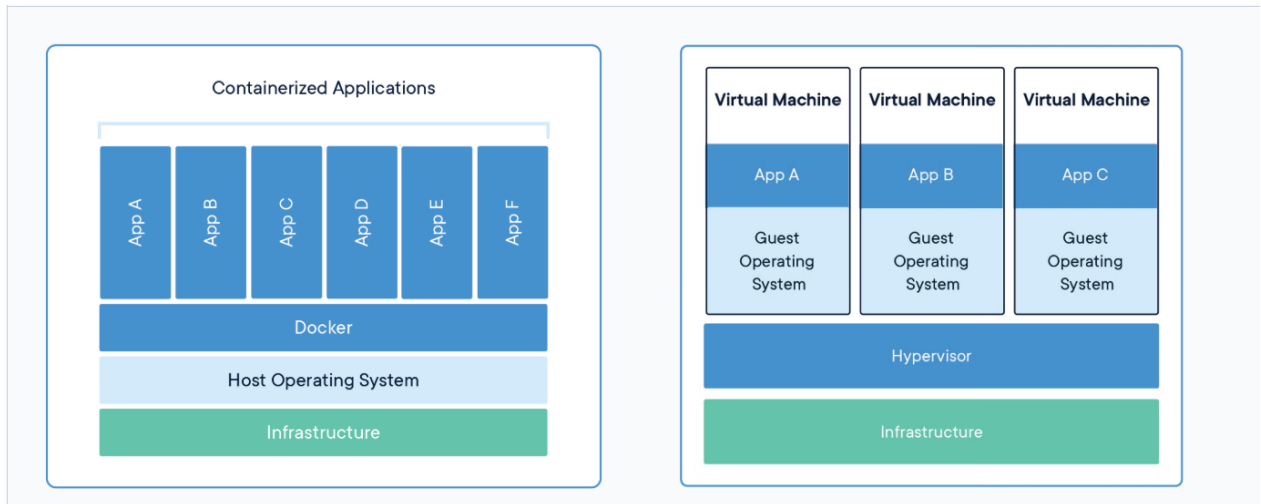 Containerized Applications
App A
App B
App C
App D
App E
App F
Docker
Host Operating System
Infrastructure
Virtual Machine
App A
Guest
Operating
System
Virtual Machine
App B
Guest
Operating
System
Virtual Machine
App C
Guest
Operating
System
Hypervisor
Infrastructure